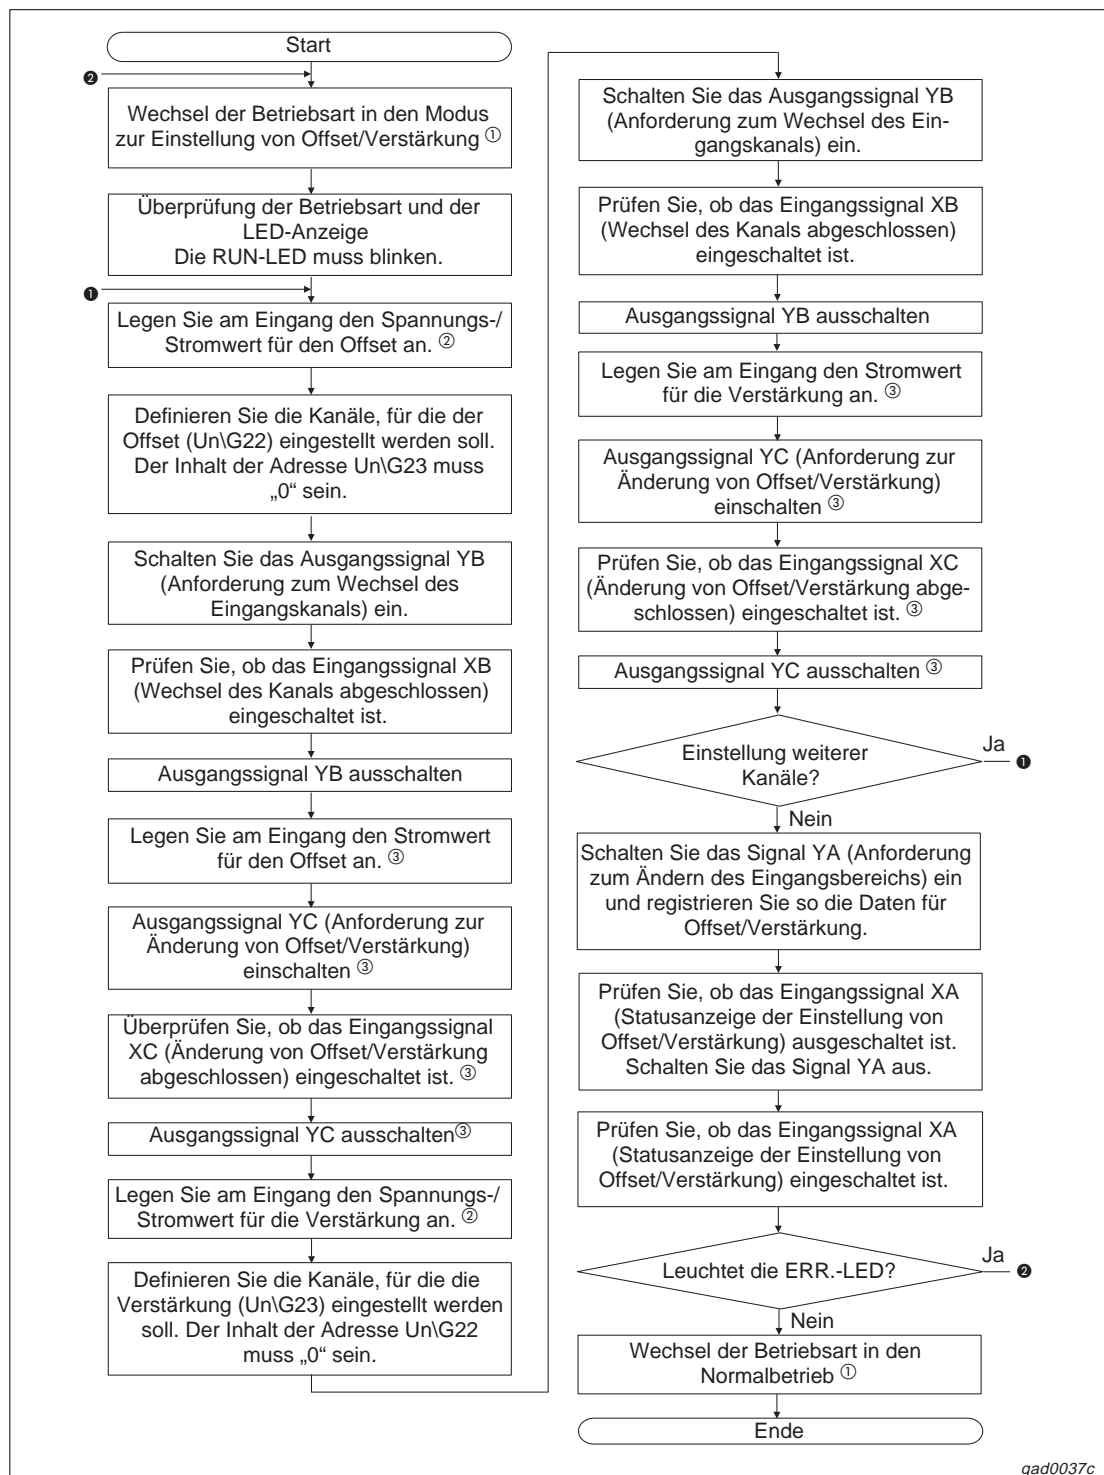 Start
❷
Wechsel der Betriebsart in den Modus
zur Einstellung von Offset/Verstärkung ①
Überprüfung der Betriebsart und der
LED-Anzeige
Die RUN-LED muss blinken.
❶
Legen Sie am Eingang den Spannungs-/
Stromwert für den Offset an. ②
Definieren Sie die Kanäle, für die der
Offset (Un\G22) eingestellt werden soll.
Der Inhalt der Adresse Un\G23 muss
„0“ sein.
Schalten Sie das Ausgangssignal YB
(Anforderung zum Wechsel des
Eingangskanals) ein.
Prüfen Sie, ob das Eingangssignal XB
(Wechsel des Kanals abgeschlossen)
eingeschaltet ist.
Ausgangssignal YB ausschalten
Legen Sie am Eingang den Stromwert
für den Offset an. ③
Ausgangssignal YC (Anforderung zur
Änderung von Offset/Verstärkung)
einschalten ③
Überprüfen Sie, ob das Eingangssignal
XC (Änderung von Offset/Verstärkung
abgeschlossen) eingeschaltet ist. ③
Ausgangssignal YC ausschalten③
Legen Sie am Eingang den Spannungs-/
Stromwert für die Verstärkung an. ②
Definieren Sie die Kanäle, für die die
Verstärkung (Un\G23) eingestellt werden
soll. Der Inhalt der Adresse Un\G22
muss „0“ sein.
Schalten Sie das Ausgangssignal YB
(Anforderung zum Wechsel des Ein-
gangskanals) ein.
Prüfen Sie, ob das Eingangssignal XB
(Wechsel des Kanals abgeschlossen)
eingeschaltet ist.
Ausgangssignal YB ausschalten
Legen Sie am Eingang den Stromwert
für die Verstärkung an. ③
Ausgangssignal YC (Anforderung zur
Änderung von Offset/Verstärkung)
einschalten ③
Prüfen Sie, ob das Eingangssignal XC
(Änderung von Offset/Verstärkung abge-
schlossen) eingeschaltet ist. ③
Ausgangssignal YC ausschalten ③
Einstellung weiterer
Kanäle?
Ja
❶
Nein
Schalten Sie das Signal YA (Anforderung
zum Ändern des Eingangsbereichs) ein
und registrieren Sie so die Daten für
Offset/Verstärkung.
Prüfen Sie, ob das Eingangssignal XA
(Statusanzeige der Einstellung von
Offset/Verstärkung) ausgeschaltet ist.
Schalten Sie das Signal YA aus.
Prüfen Sie, ob das Eingangssignal XA
(Statusanzeige der Einstellung von
Offset/Verstärkung) eingeschaltet ist.
Leuchtet die ERR.-LED?
Ja
❷
Nein
Wechsel der Betriebsart in den
Normalbetrieb ①
Ende
qad0037c